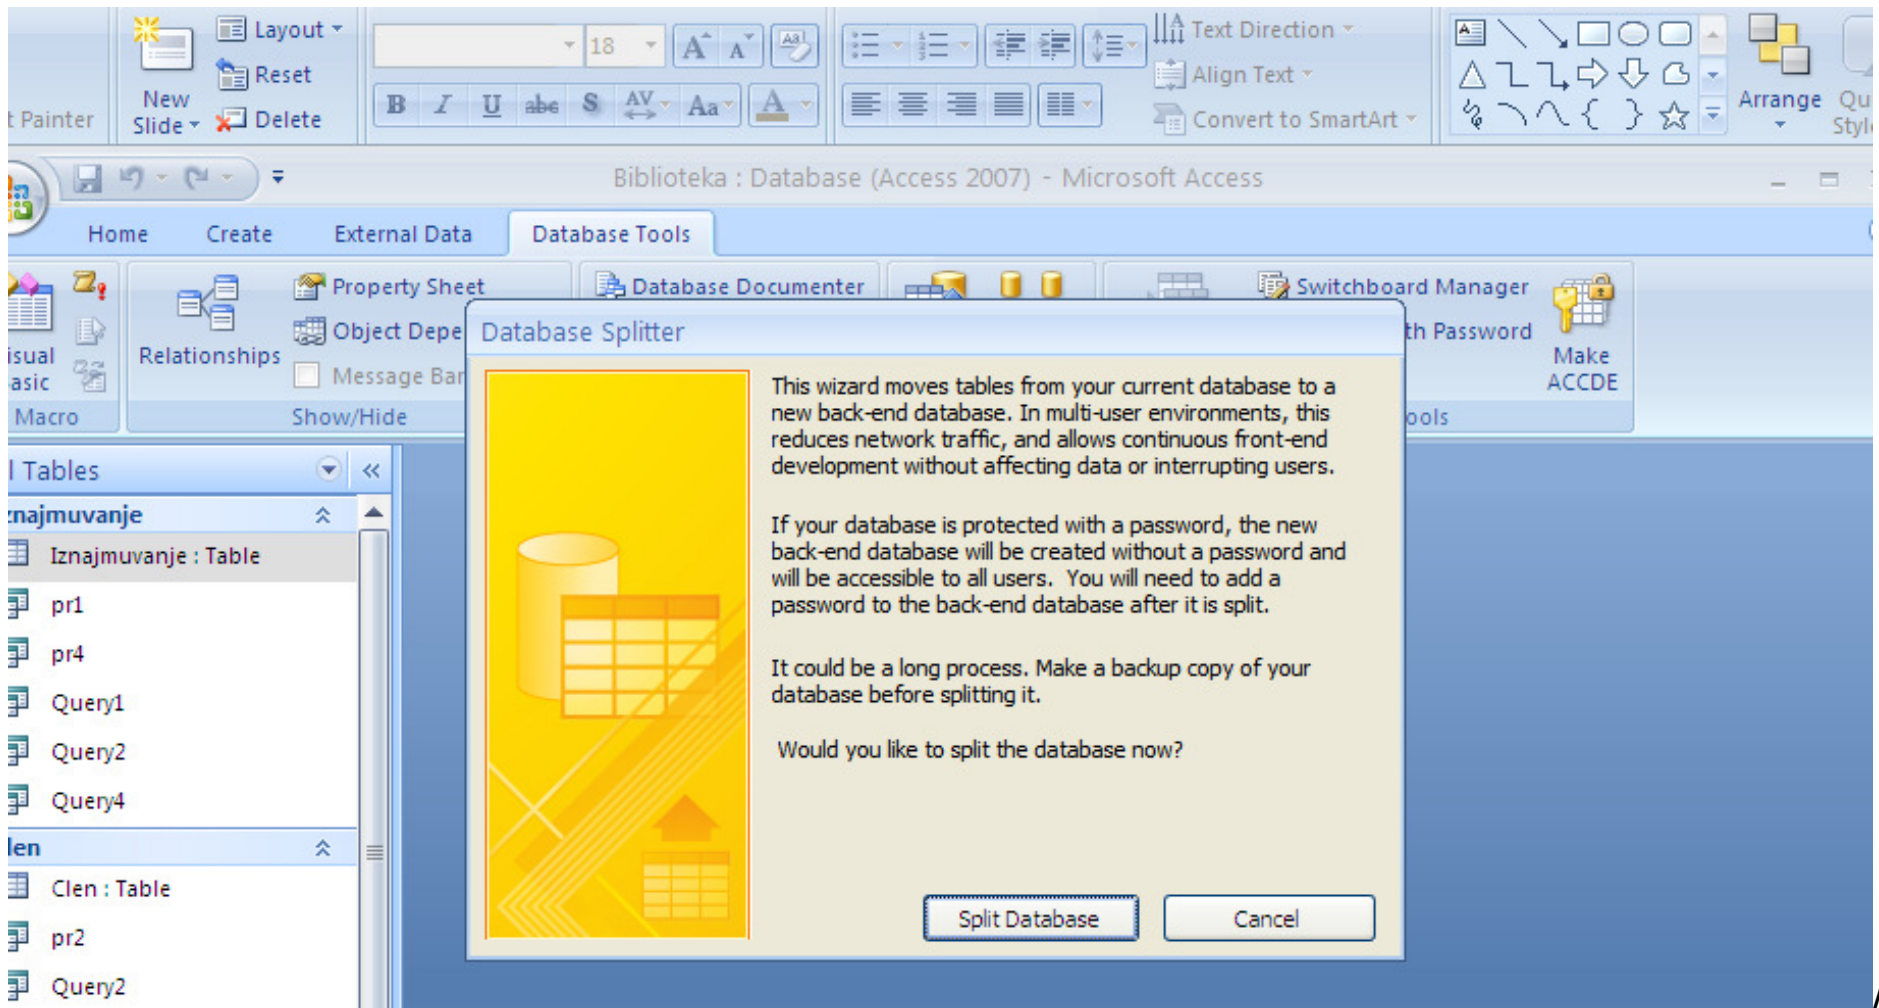 Layout
18
Text Direction
Reset
Align Text
New
Slide
Delete
t Painter
B I U abe S AV Aa A
Convert to SmartArt
Arrange
Qu
Styl
Biblioteka : Database (Access 2007) - Microsoft Access
Home Create External Data Database Tools
Property Sheet
Database Documenter
Switchboard Manager
Object Depe
th Password
isual
asic
Relationships
Message Bar
Make
ACCDE
Macro
Show/Hide
ools
Database Splitter
This wizard moves tables from your current database to a
new back-end database. In multi-user environments, this
reduces network traffic, and allows continuous front-end
development without affecting data or interrupting users.
If your database is protected with a password, the new
back-end database will be created without a password and
will be accessible to all users. You will need to add a
password to the back-end database after it is split.
It could be a long process. Make a backup copy of your
database before splitting it.
Would you like to split the database now?
Split Database
Cancel
l Tables
znajmuvanje
Iznajmuvanje : Table
pr1
pr4
Query1
Query2
Query4
len
Clen : Table
pr2
Query2